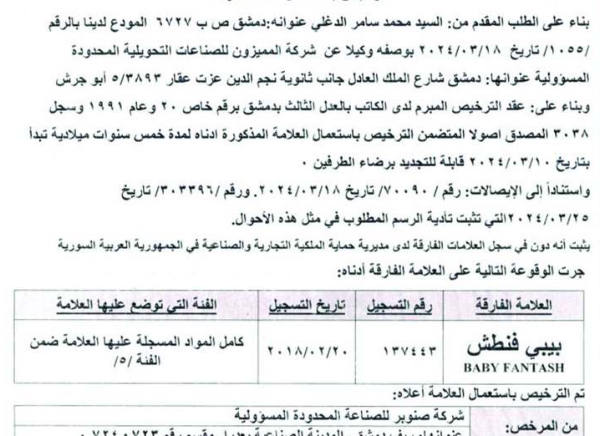 بناء على الطلب المقدم من: السيد محمد سامر الدغلي عنوانه:دمشق ص ب ٦٧٢٧ المودع لدينا بالرقم
/١٠٥٥/ تاريخ ٢٠٢٤/٠٣/١٨ بوصفه وكيلا عن شركة المميزون للصناعات التحويلية المحدودة
المسؤولية عنوانها: دمشق شارع الملك العادل جانب ثانوية نجم الدين عزت عقار ٥/٣٨٩٣ أبو جرش
وبناء على: عقد الترخيص المبرم لدى الكاتب بالعدل الثالث بدمشق برقم خاص ٢٠ وعام ١٩٩١ وسجل
٣٠٣٨ المصدق اصولا المتضمن الترخيص باستعمال العلامة المذكورة ادناه لمدة خمس سنوات ميلادية تبدأ
بتاريخ ٢٠٢٤/٠٣/١٠ قابلة للتجديد برضاء الطرفين ٠
واستناداً إلى الإيصالات: رقم / ٧٠٠٩٠/ تاريخ ٢٠٢٤/٠٣/١٨. ورقم /٣٠٣٣٩٦/ تاريخ
٢٠٢٤/٠٣/٢٥التي تثبت تأدية الرسم المطلوب في مثل هذه الأحوال.
يثبت أنه دون في سجل العلامات الفارقة لدى مديرية حماية الملكية التجارية والصناعية في الجمهورية العربية السورية
جرت الوقوعة التالية على العلامة الفارقة أدناه:
العلامة الفارقة رقم التسجيل تاريخ التسجيل الفئة التي توضع عليها العلامة
بيبي فنطش ١٣٧٤٤٣ ٢٠١٨/٠٢/٢٠ كامل المواد المسجلة عليها العلامة ضمن
BABY FANTASH الفئة /٥/
تم الترخيص باستعمال العلامة أعلاه:
من المرخص: شركة صنوبر للصناعة المحدودة المسؤولية